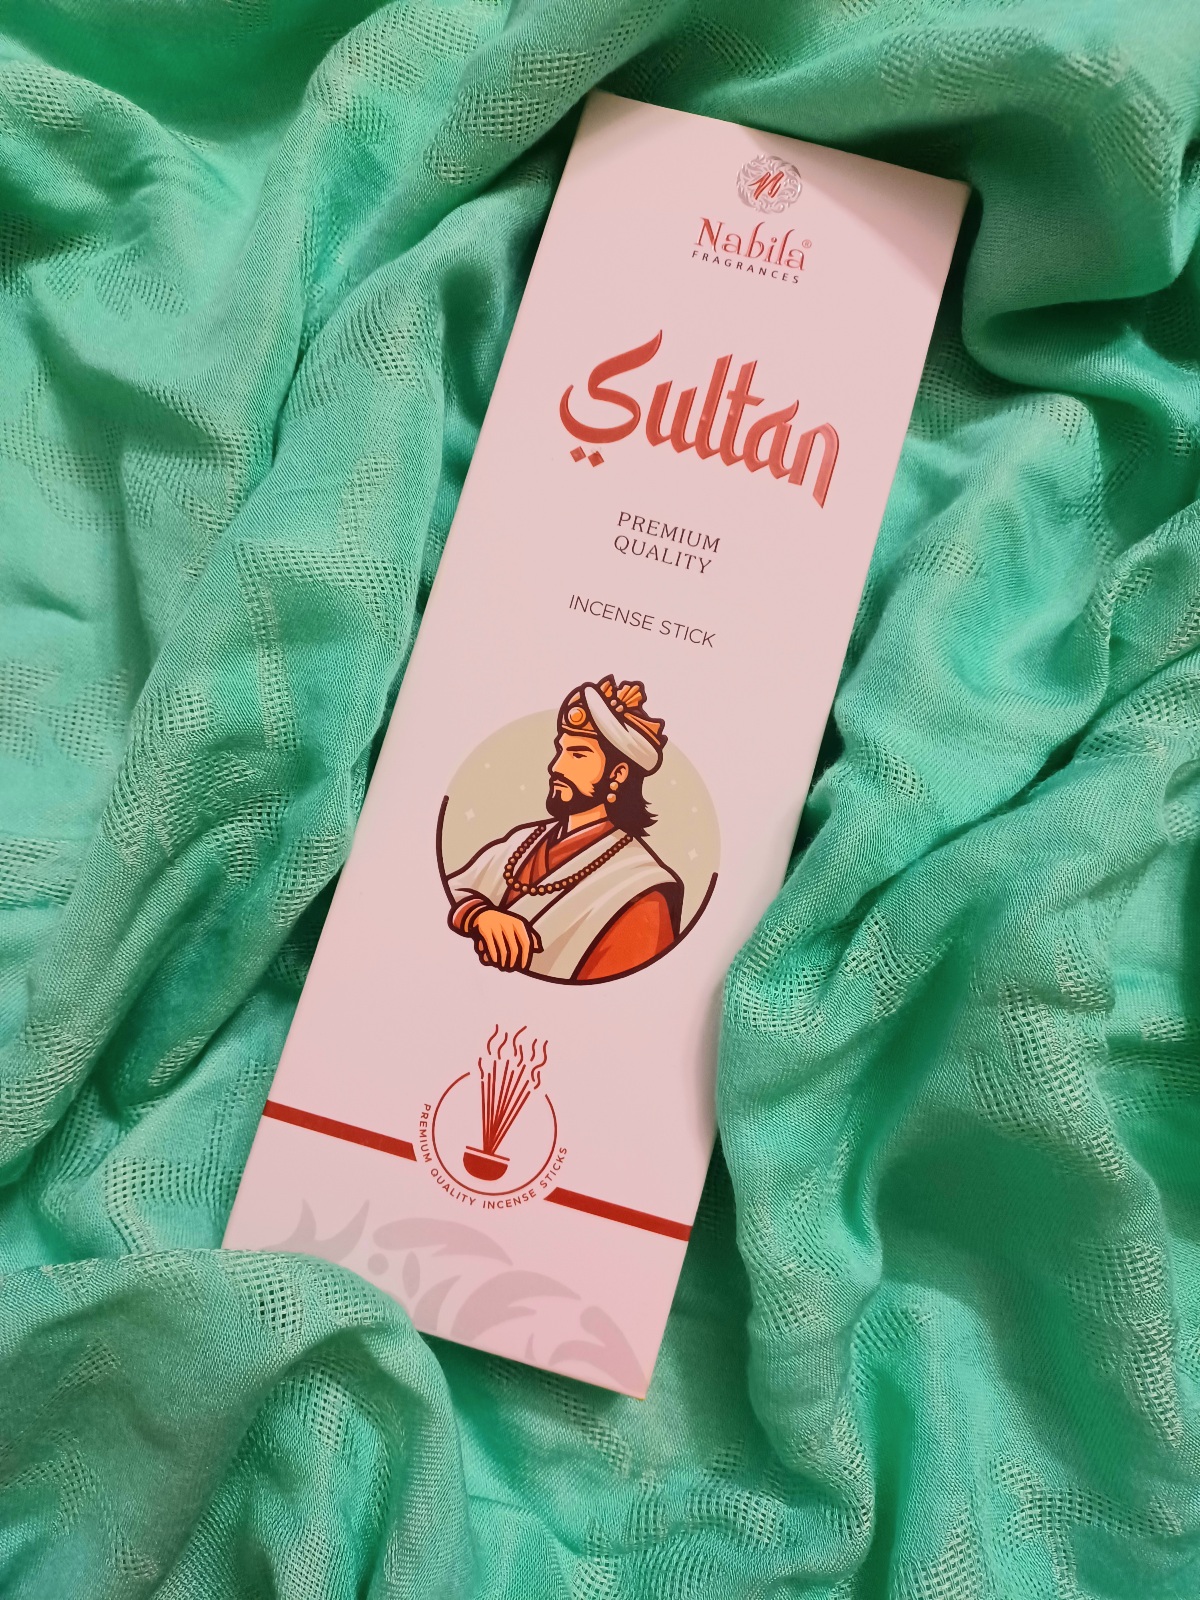 Nabila®
FRAGRANCES
Sultan
PREMIUM
QUALITY
INCENSE STICK
PREMIUM QUALITY INCENSE STICKS